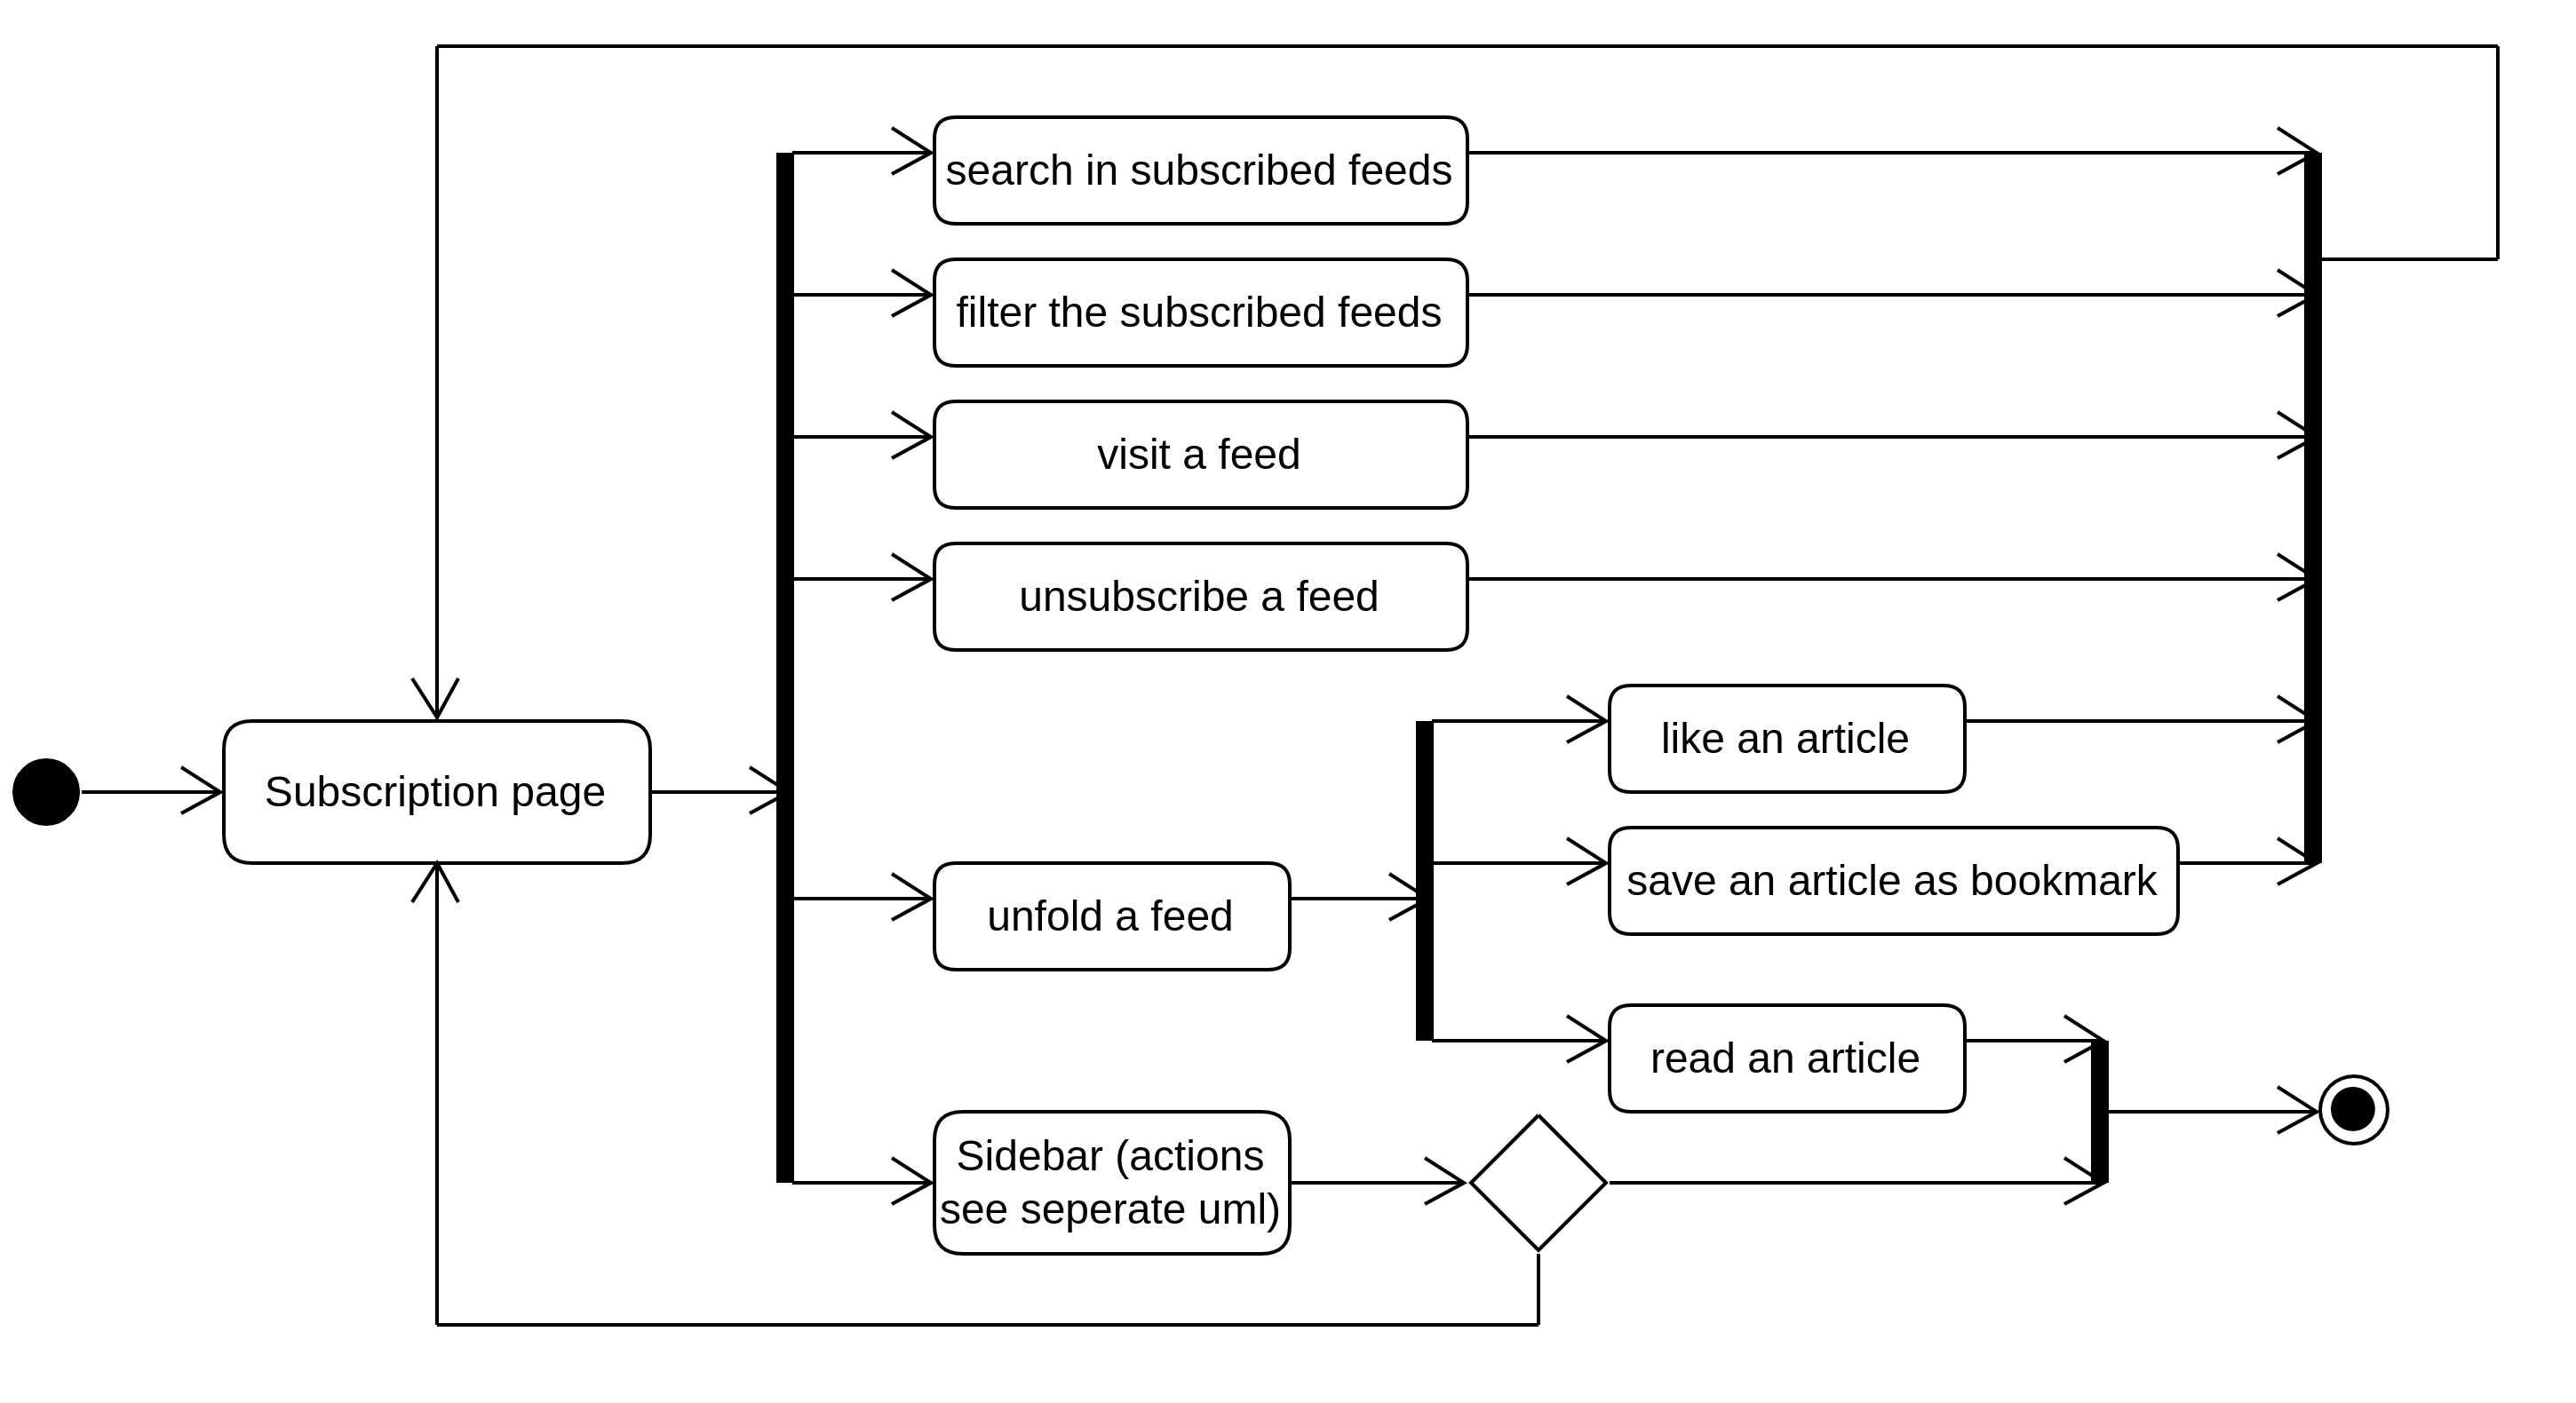 search in subscribed feeds
filter the subscribed feeds
visit a feed
unsubscribe a feed
like an article
Subscription page
save an article as bookmark
unfold a feed
read an article
Sidebar (actions
see seperate uml)